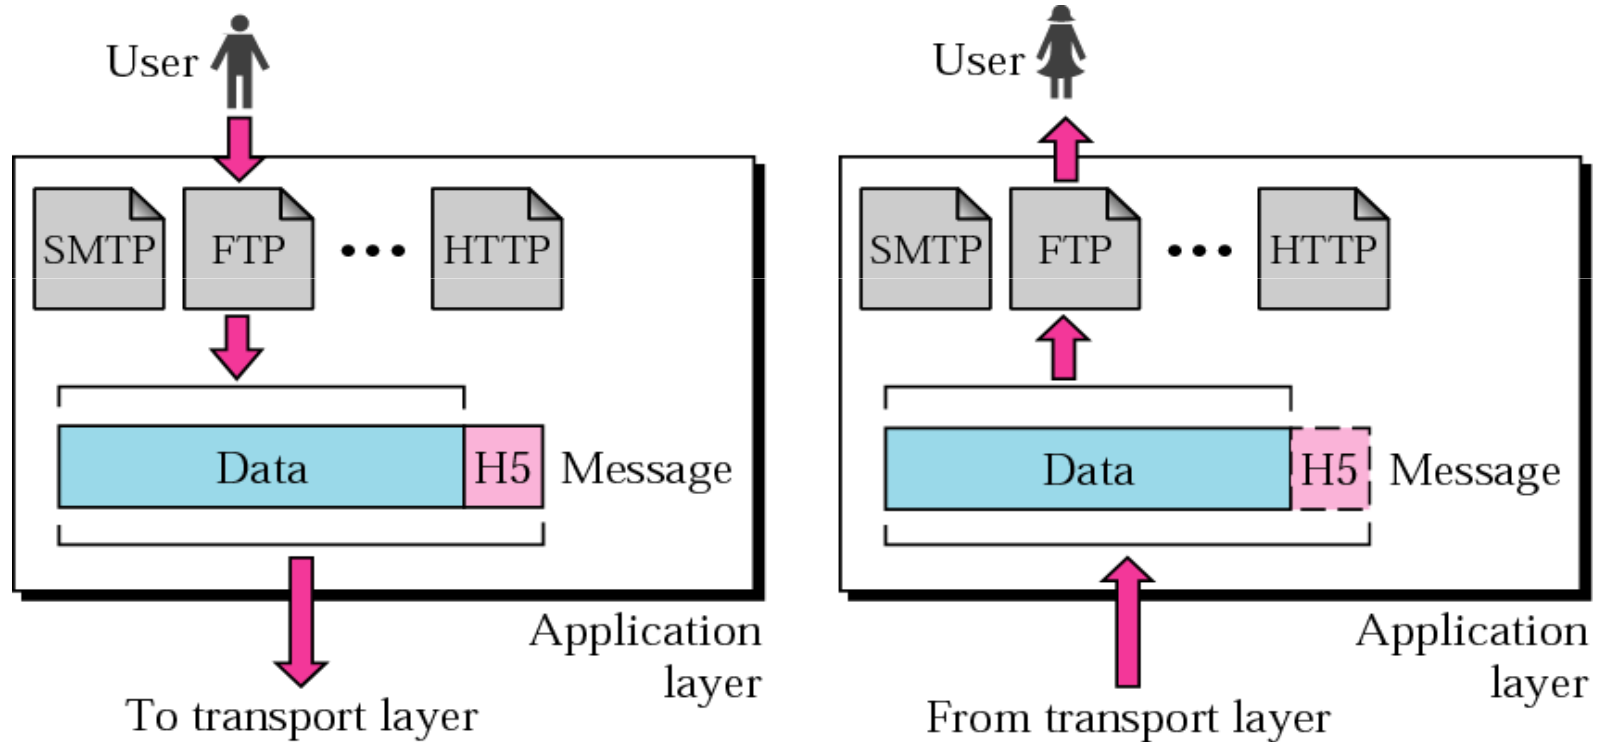 User
SMTP
FTP
HTTP
Data
H5
Message
Application
layer
To transport layer
User
SMTP
FTP
HTTP
Data
H5
Message
Application
layer
From transport layer